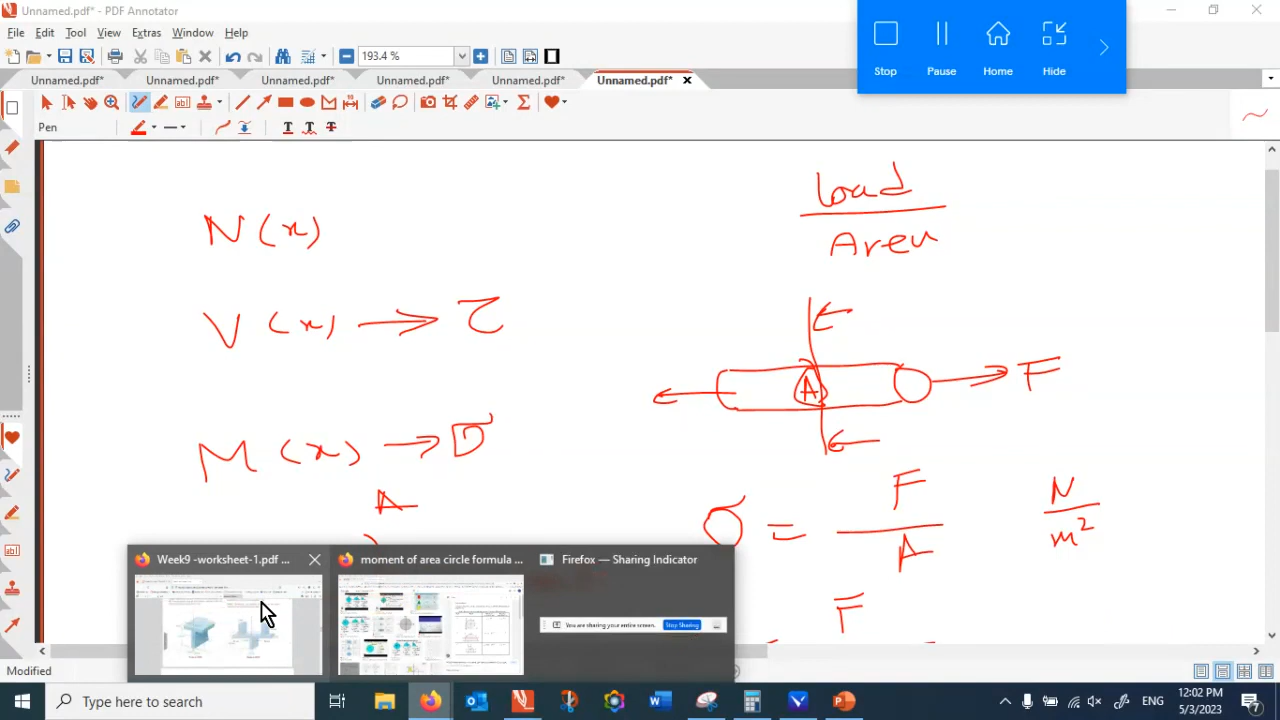 Unnamed.pdf* - PDF Annotator
File Edit Tool View Extras Window Help
193.4 %
Unnamed.pdf* Unnamed.pdf* Unnamed.pdf* Unnamed.pdf* Unnamed.pdf* Unnamed.pdf*
Pen
Stop Pause Home Hide
Load
Area
N(x)
V(x) → τ
F
A
M(x) → σ
A
σ = F / A
N / m²
F
Week9 -worksheet-1.pdf ...
moment of area circle formula ...
Firefox — Sharing Indicator
You are sharing your entire screen. Stop Sharing
Modified
Type here to search
ENG
12:02 PM
5/3/2023
7